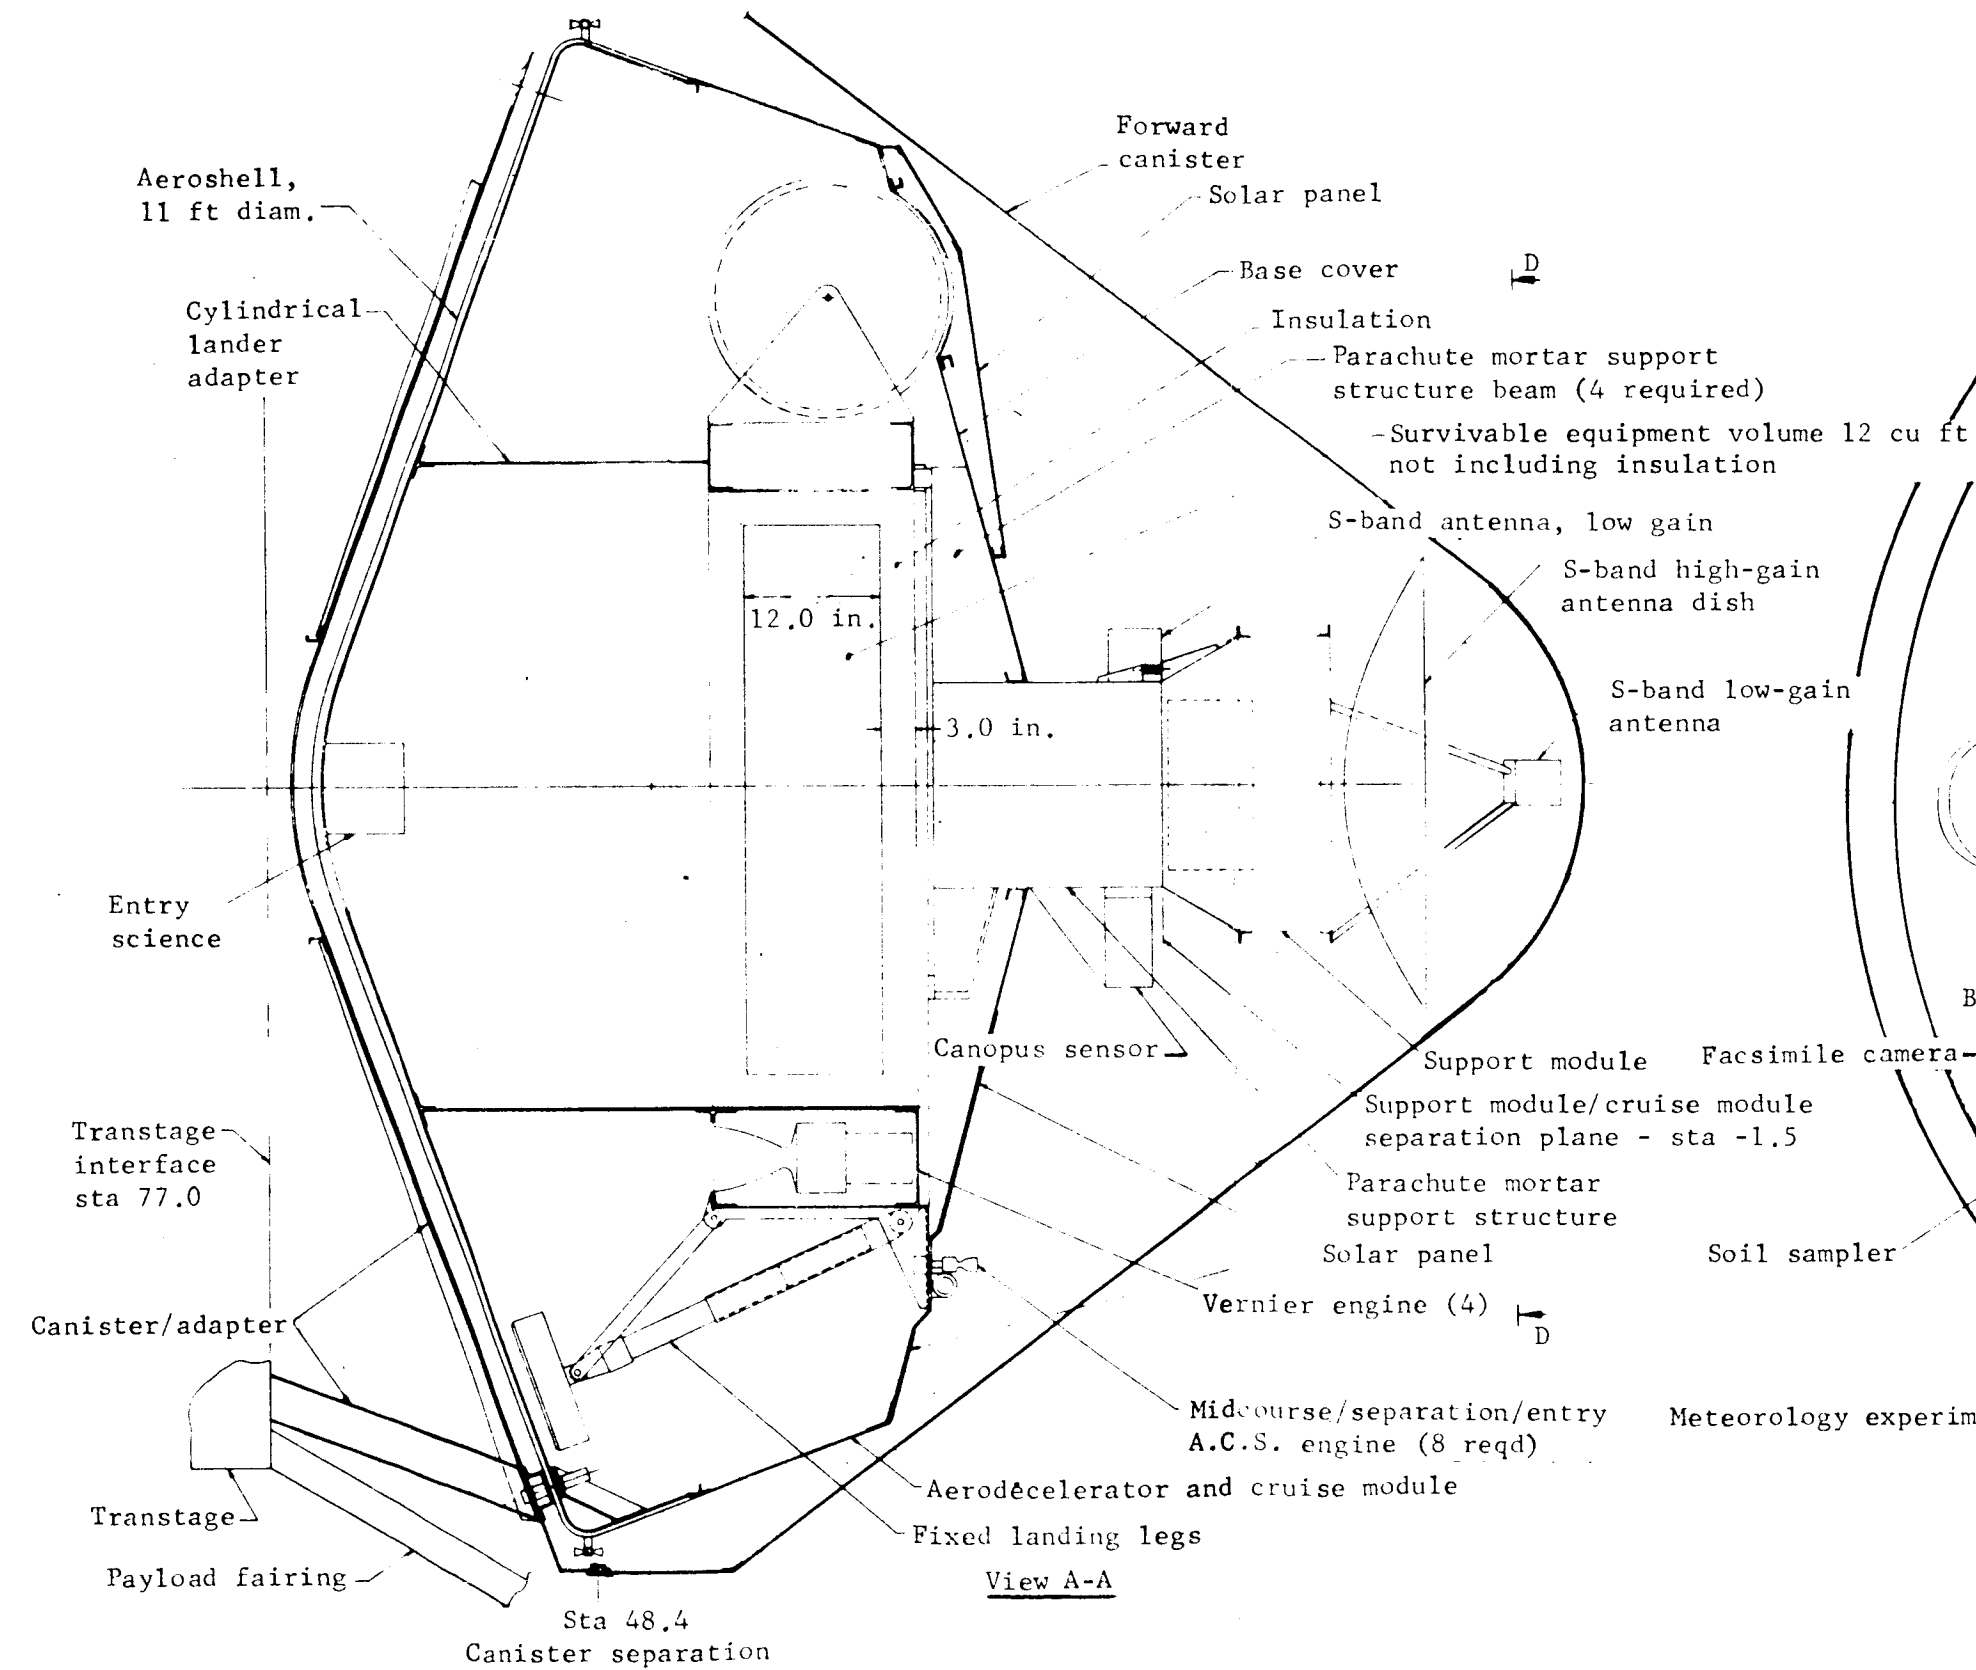 Forward
canister
Solar panel
Aeroshell,
11 ft diam.
Base cover
D
Insulation
Cylindrical
lander
adapter
Parachute mortar support
structure beam (4 required)
Survivable equipment volume 12 cu ft
not including insulation
S-band antenna, low gain
S-band high-gain
antenna dish
12.0 in.
S-band low-gain
antenna
3.0 in.
Entry
science
B
Canopus sensor
Support module
Facsimile camera
Support module/cruise module
separation plane - sta -1.5
Transtage
interface
sta 77.0
Parachute mortar
support structure
Solar panel
Soil sampler
Vernier engine (4)
D
Canister/adapter
Midcourse/separation/entry
A.C.S. engine (8 reqd)
Meteorology experim
Aerodecelerator and cruise module
Transtage
Fixed landing legs
Payload fairing
View A-A
Sta 48.4
Canister separation